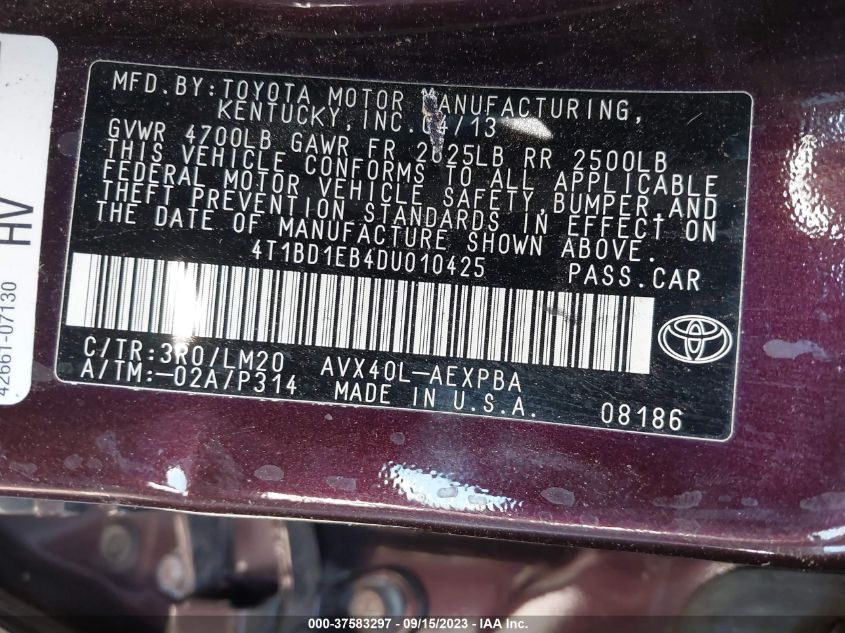 MFD.BY:TOYOTA MOTOR MANUFACTURING,
KENTUCKY, INC. 04/13
GVWR 4700LB GAWR FR 2625LB RR 2500LB
THIS VEHICLE CONFORMS TO ALL APPLICABLE
FEDERAL MOTOR VEHICLE SAFETY, BUMPER, AND
THEFT PREVENTION STANDARDS IN EFFECT ON
THE DATE OF MANUFACTURE SHOWN ABOVE.
4T1BD1EB4DU010425 PASS.CAR
C/TR:3R0/LM20 AVX40L-AEXPBA
A/TM:-02A/P314 MADE IN U.S.A. 08186
HV
42661-07130
000-37583297 - 09/15/2023 - IAA Inc.